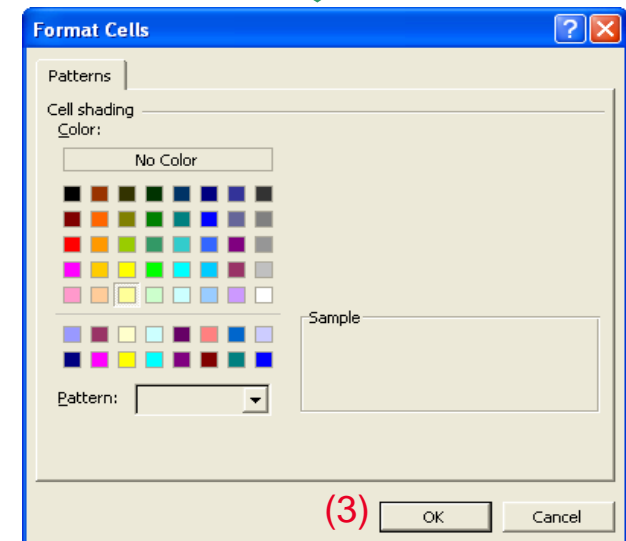 Format Cells
Patterns
Cell shading
Color:
No Color
Sample
Pattern:
(3) OK Cancel